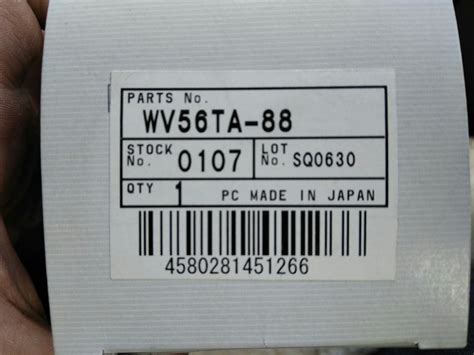 PARTS No.
WV56TA-88
STOCK No. 0107 LOT No. SQ0630
QTY 1 PC MADE IN JAPAN
4580281451266